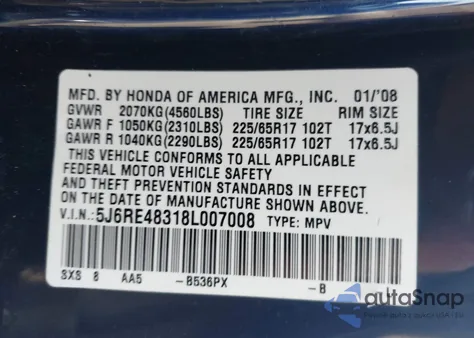 MFD. BY HONDA OF AMERICA MFG., INC. 01/'08
GVWR 2070KG(4560LBS) TIRE SIZE RIM SIZE
GAWR F 1050KG(2310LBS) 225/65R17 102T 17x6.5J
GAWR R 1040KG(2290LBS) 225/65R17 102T 17x6.5J
THIS VEHICLE CONFORMS TO ALL APPLICABLE
FEDERAL MOTOR VEHICLE SAFETY
AND THEFT PREVENTION STANDARDS IN EFFECT
ON THE DATE OF MANUFACTURE SHOWN ABOVE.
V.I.N.: 5J6RE48318L007008 TYPE: MPV
SXS 8 AA5 -B536PX -B
autaSnap